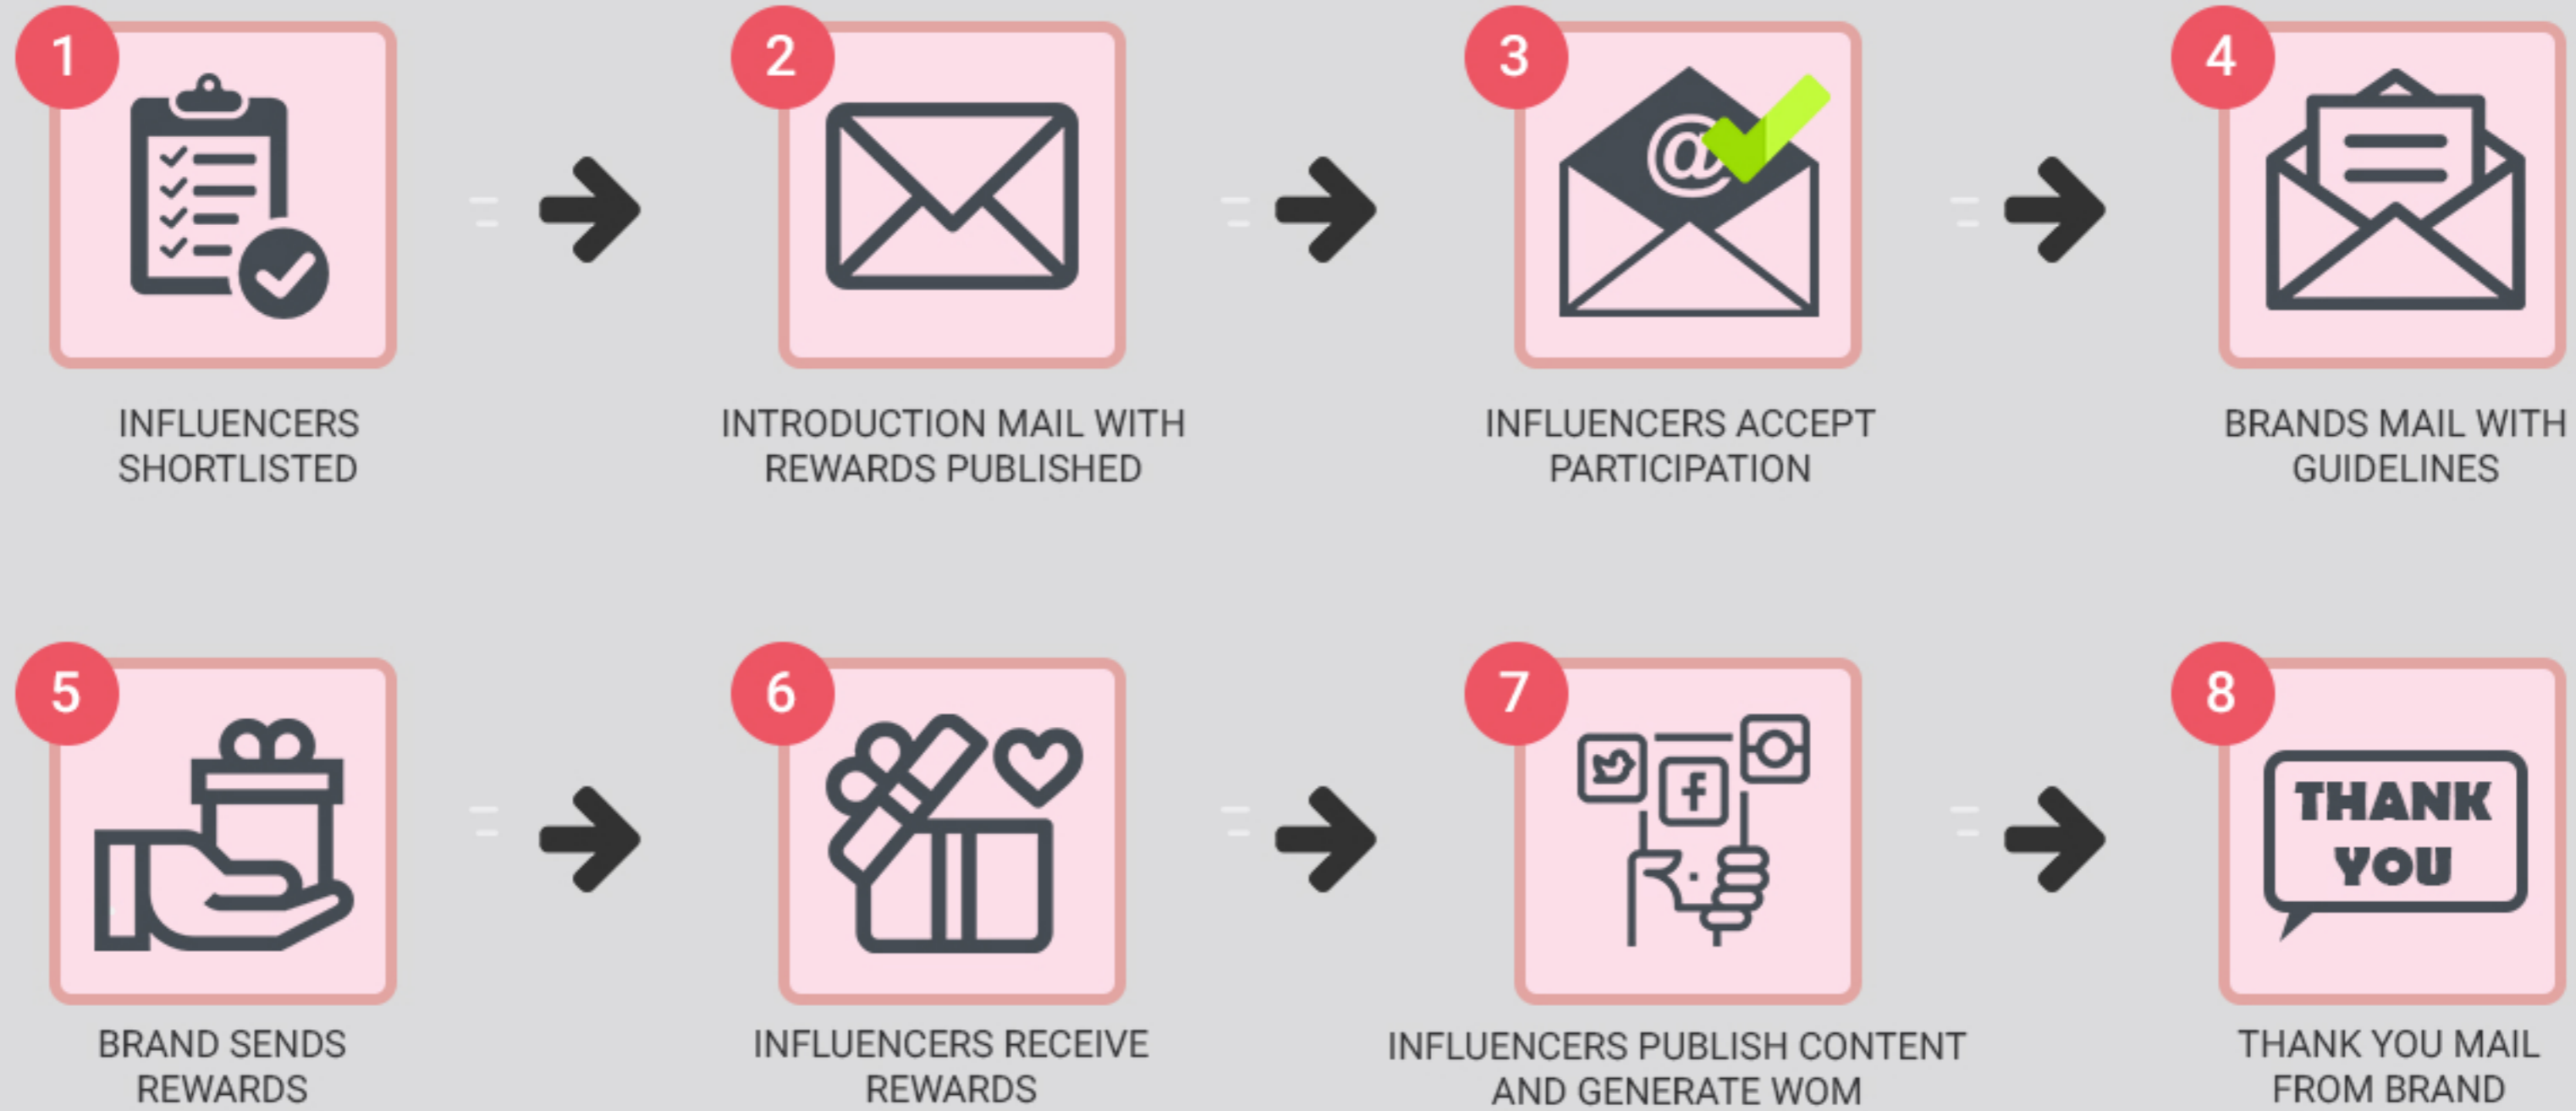 1
2
3
4
@
INFLUENCERS
SHORTLISTED
INTRODUCTION MAIL WITH
REWARDS PUBLISHED
INFLUENCERS ACCEPT
PARTICIPATION
BRANDS MAIL WITH
GUIDELINES
5
6
7
8
f
THANK
YOU
BRAND SENDS
REWARDS
INFLUENCERS RECEIVE
REWARDS
INFLUENCERS PUBLISH CONTENT
AND GENERATE WOM
THANK YOU MAIL
FROM BRAND